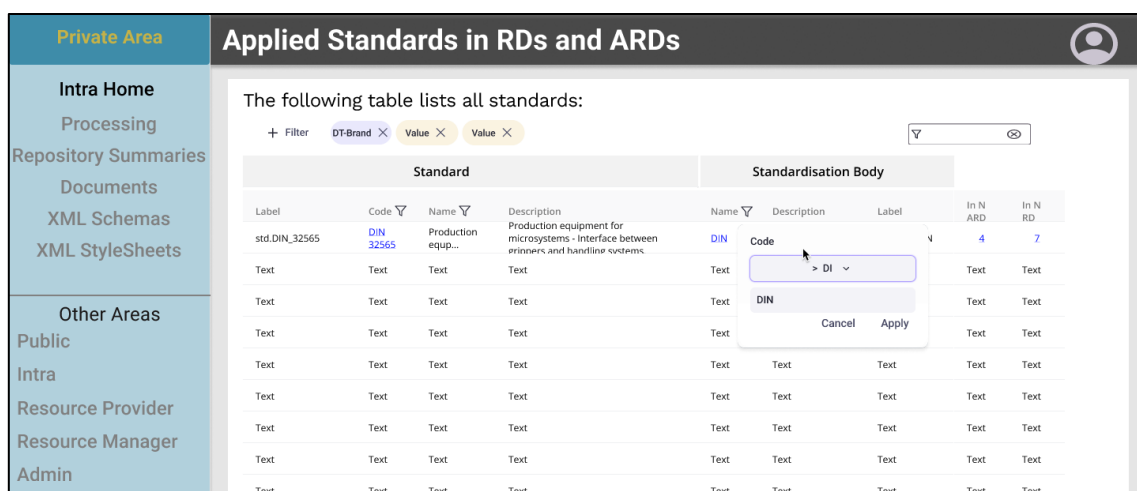 Private Area
Applied Standards in RDs and ARDs
Intra Home
Processing
Repository Summaries
Documents
XML Schemas
XML StyleSheets
Other Areas
Public
Intra
Resource Provider
Resource Manager
Admin
The following table lists all standards:
+ Filter DT-Brand Value Value
Standard Standardisation Body
Label Code Name Description Name Description Label In N ARD In N RD
std.DIN_32565 DIN 32565 Production equip... Production equipment for microsystems - Interface between grippers and handling systems DIN N 4 7
Code
> DI
DIN
Cancel Apply
Text Text Text Text Text Text Text
Text Text Text Text Text Text Text
Text Text Text Text Text Text Text
Text Text Text Text Text Text Text Text Text
Text Text Text Text Text Text Text Text Text
Text Text Text Text Text Text Text Text Text
Text Text Text Text Text Text Text Text Text
Text Text Text Text Text Text Text Text Text